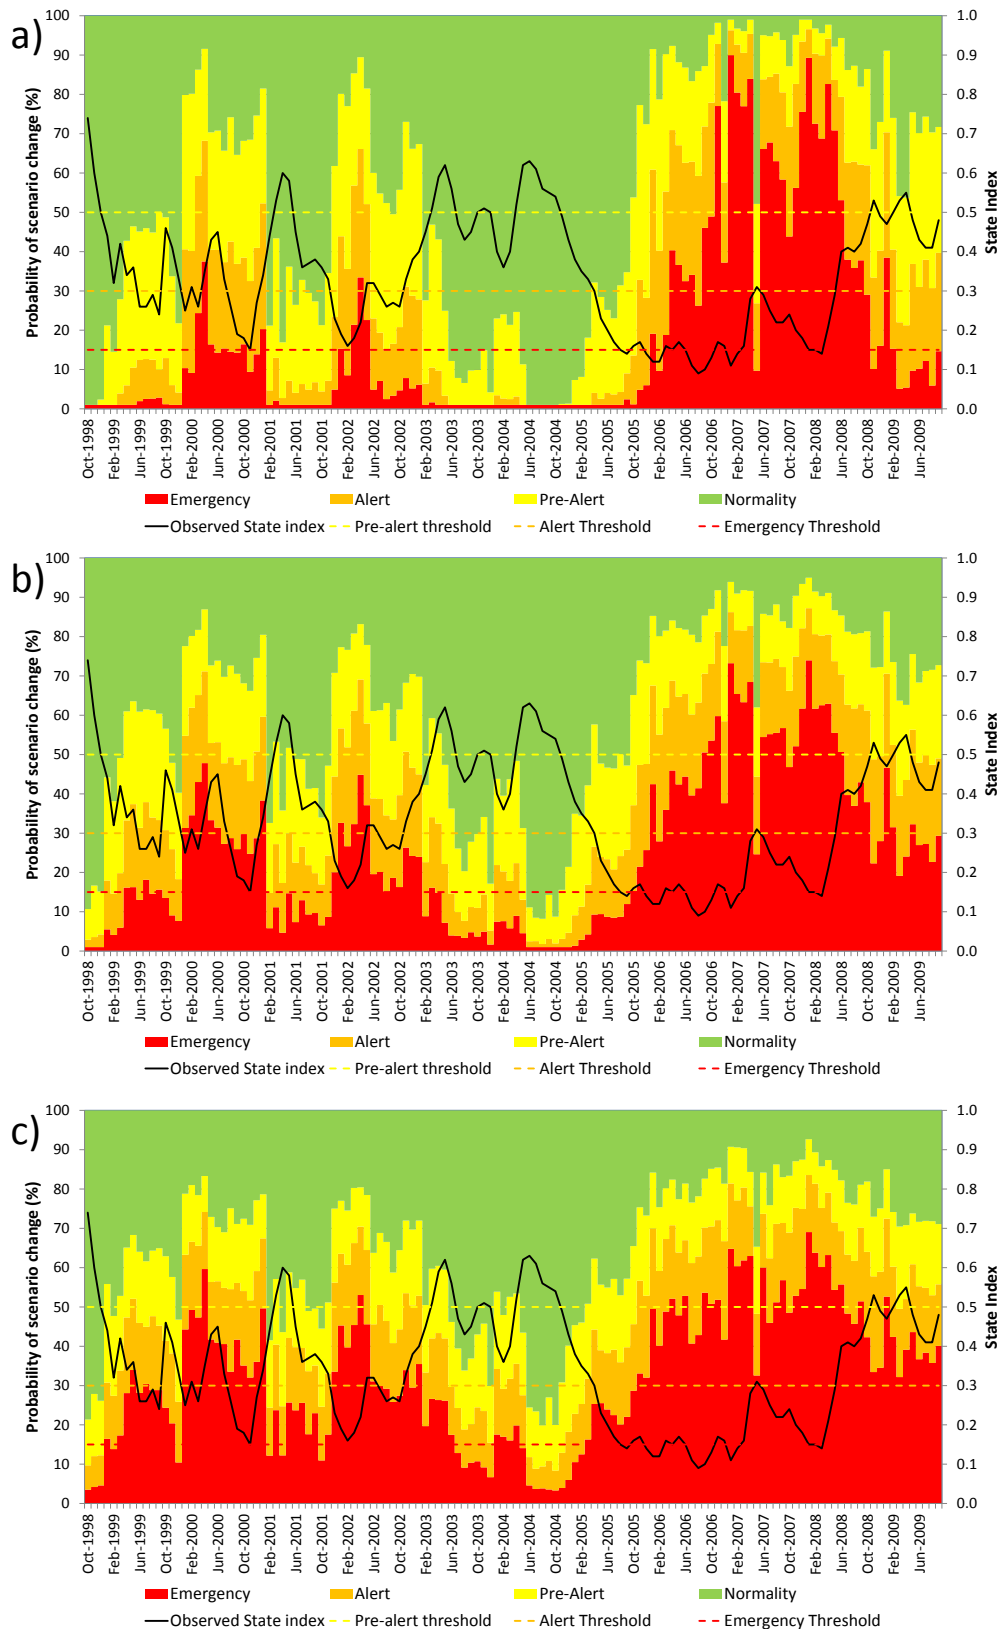 a)
Probability of scenario change (%)
100
90
80
70
60
50
40
30
20
10
0
1.0
0.9
0.8
0.7
0.6
0.5
0.4
0.3
0.2
0.1
0.0
State Index
Oct-1998
Feb-1999
Jun-1999
Oct-1999
Feb-2000
Jun-2000
Oct-2000
Feb-2001
Jun-2001
Oct-2001
Feb-2002
Jun-2002
Oct-2002
Feb-2003
Jun-2003
Oct-2003
Feb-2004
Jun-2004
Oct-2004
Feb-2005
Jun-2005
Oct-2005
Feb-2006
Jun-2006
Oct-2006
Feb-2007
Jun-2007
Oct-2007
Feb-2008
Jun-2008
Oct-2008
Feb-2009
Jun-2009
Emergency Alert Pre-Alert Normality
Observed State index Pre-alert threshold Alert Threshold Emergency Threshold
b)
Probability of scenario change (%)
100
90
80
70
60
50
40
30
20
10
0
1.0
0.9
0.8
0.7
0.6
0.5
0.4
0.3
0.2
0.1
0.0
State Index
Oct-1998
Feb-1999
Jun-1999
Oct-1999
Feb-2000
Jun-2000
Oct-2000
Feb-2001
Jun-2001
Oct-2001
Feb-2002
Jun-2002
Oct-2002
Feb-2003
Jun-2003
Oct-2003
Feb-2004
Jun-2004
Oct-2004
Feb-2005
Jun-2005
Oct-2005
Feb-2006
Jun-2006
Oct-2006
Feb-2007
Jun-2007
Oct-2007
Feb-2008
Jun-2008
Oct-2008
Feb-2009
Jun-2009
Emergency Alert Pre-Alert Normality
Observed State index Pre-alert threshold Alert Threshold Emergency Threshold
c)
Probability of scenario change (%)
100
90
80
70
60
50
40
30
20
10
0
1.0
0.9
0.8
0.7
0.6
0.5
0.4
0.3
0.2
0.1
0.0
State Index
Oct-1998
Feb-1999
Jun-1999
Oct-1999
Feb-2000
Jun-2000
Oct-2000
Feb-2001
Jun-2001
Oct-2001
Feb-2002
Jun-2002
Oct-2002
Feb-2003
Jun-2003
Oct-2003
Feb-2004
Jun-2004
Oct-2004
Feb-2005
Jun-2005
Oct-2005
Feb-2006
Jun-2006
Oct-2006
Feb-2007
Jun-2007
Oct-2007
Feb-2008
Jun-2008
Oct-2008
Feb-2009
Jun-2009
Emergency Alert Pre-Alert Normality
Observed State index Pre-alert threshold Alert Threshold Emergency Threshold